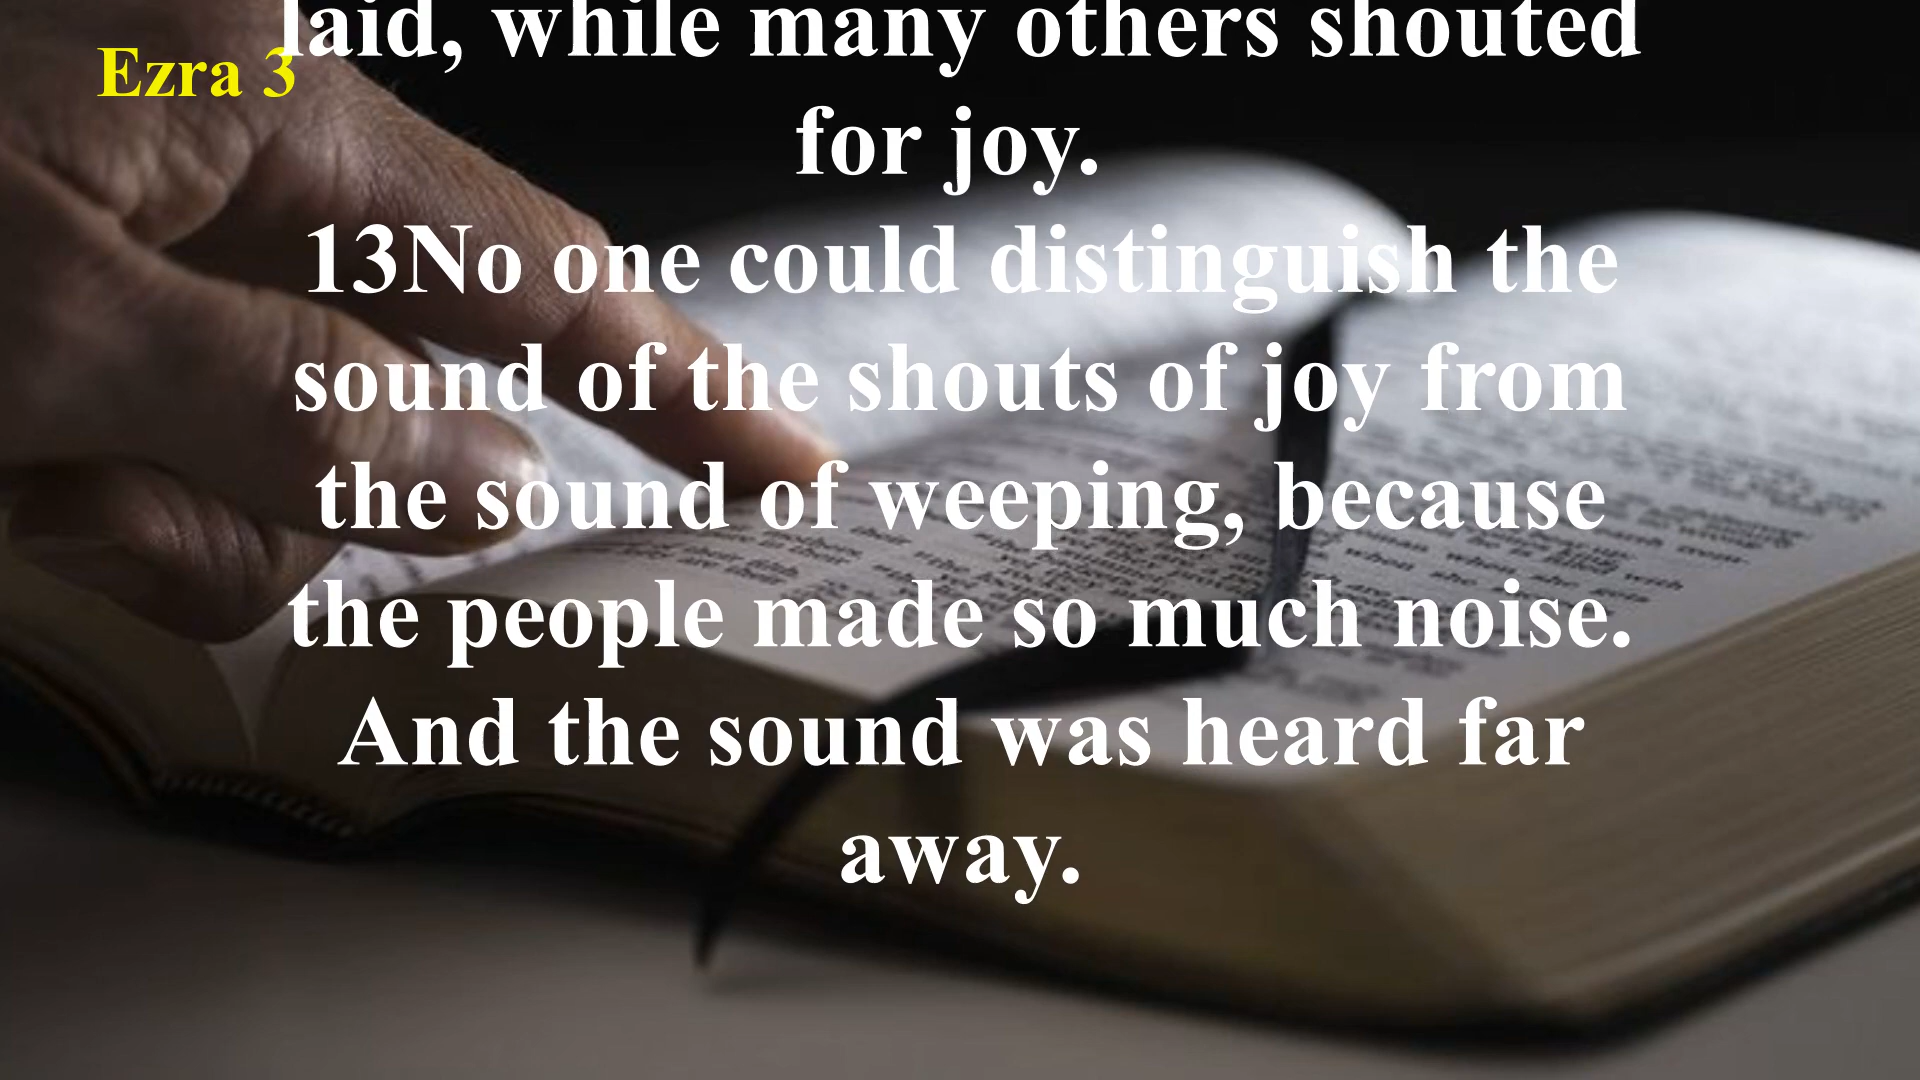 laid, while many others shouted
Ezra 3
for joy.
13No one could distinguish the
sound of the shouts of joy from
the sound of weeping, because
the people made so much noise.
And the sound was heard far
away.